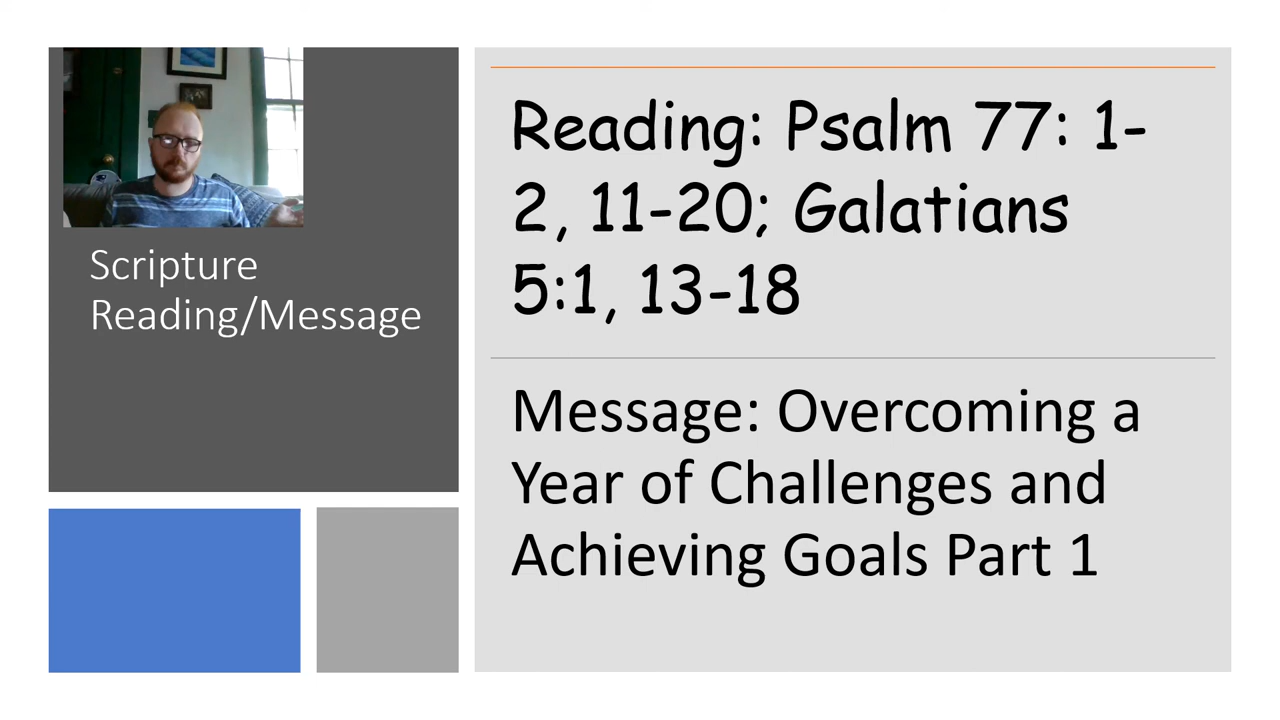 Scripture
Reading/Message
Reading: Psalm 77: 1-
2, 11-20; Galatians
5:1, 13-18
Message: Overcoming a
Year of Challenges and
Achieving Goals Part 1